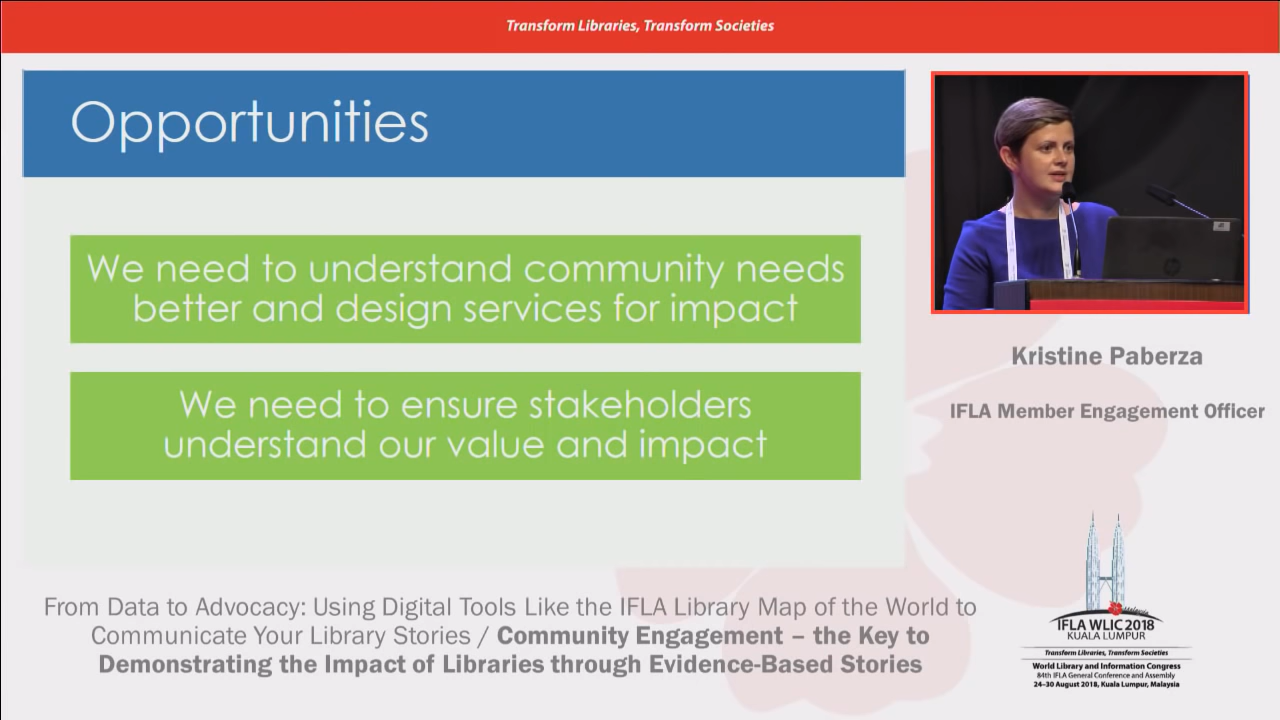 Transform Libraries, Transform Societies
Opportunities
We need to understand community needs
better and design services for impact
We need to ensure stakeholders
understand our value and impact
Kristine Paberza
IFLA Member Engagement Officer
From Data to Advocacy: Using Digital Tools Like the IFLA Library Map of the World to
Communicate Your Library Stories / Community Engagement – the Key to
Demonstrating the Impact of Libraries through Evidence-Based Stories
Malaysia
IFLA WLIC 2018
KUALA LUMPUR
Transform Libraries, Transform Societies
World Library and Information Congress
84th IFLA General Conference and Assembly
24–30 August 2018, Kuala Lumpur, Malaysia